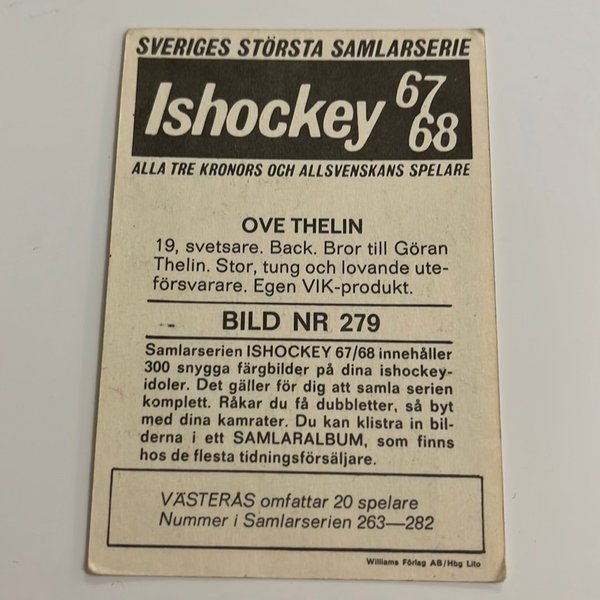 SVERIGES STÖRSTA SAMLARSERIE
Ishockey 67
68
ALLA TRE KRONORS OCH ALLSVENSKANS SPELARE
OVE THELIN
19, svetsare. Back. Bror till Göran
Thelin. Stor, tung och lovande ute-
försvarare. Egen VIK-produkt.
BILD NR 279
Samlarserien ISHOCKEY 67/68 innehåller
300 snygga färgbilder på dina ishockey-
idoler. Det gäller för dig att samla serien
komplett. Råkar du få dubbletter, så byt
med dina kamrater. Du kan klistra in bil-
derna i ett SAMLARALBUM, som finns
hos de flesta tidningsförsäljare.
VÄSTERÅS omfattar 20 spelare
Nummer i Samlarserien 263—282
Williams Förlag AB/Hbg Lito